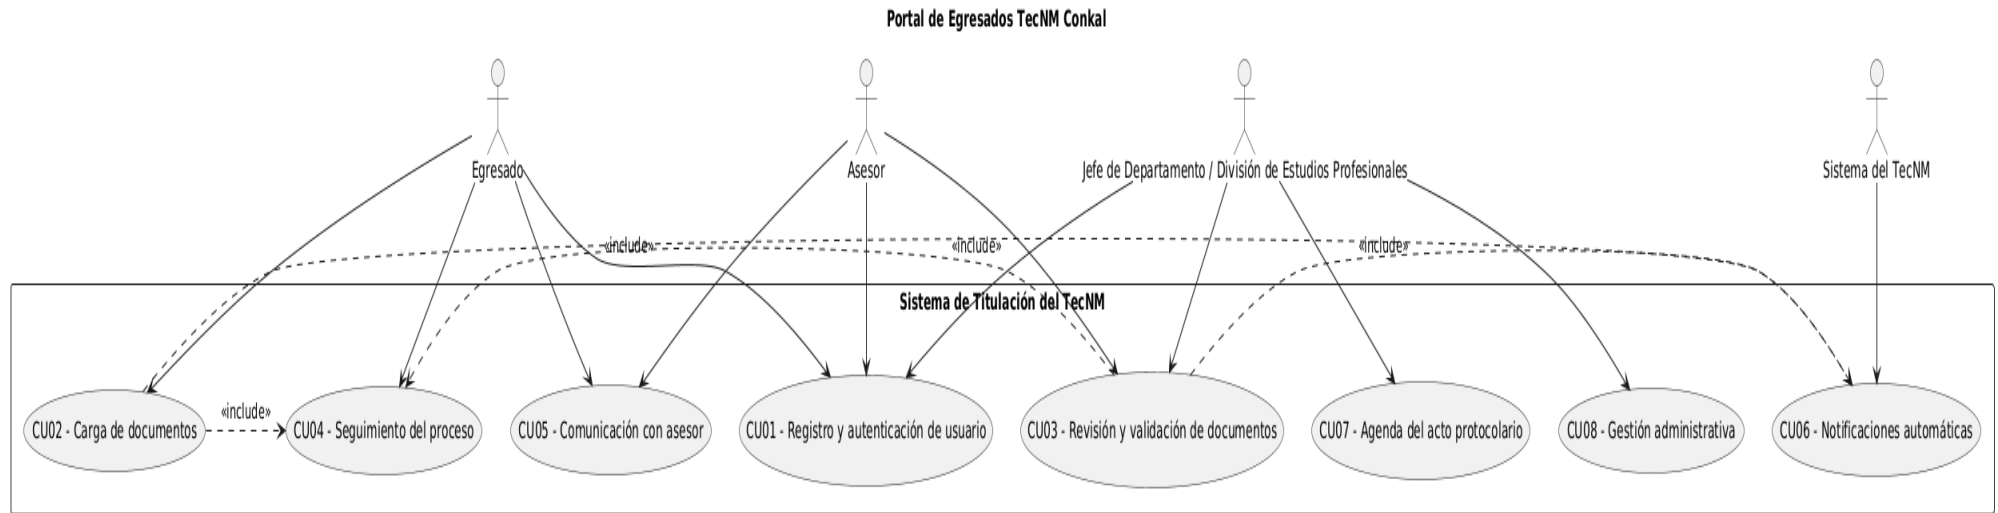 Portal de Egresados TecNM Conkal
Egresado
Asesor
Jefe de Departamento / División de Estudios Profesionales
Sistema del TecNM
«include»
«include»
«include»
Sistema de Titulación del TecNM
«include»
CU02 - Carga de documentos
CU04 - Seguimiento del proceso
CU05 - Comunicación con asesor
CU01 - Registro y autenticación de usuario
CU03 - Revisión y validación de documentos
CU07 - Agenda del acto protocolario
CU08 - Gestión administrativa
CU06 - Notificaciones automáticas